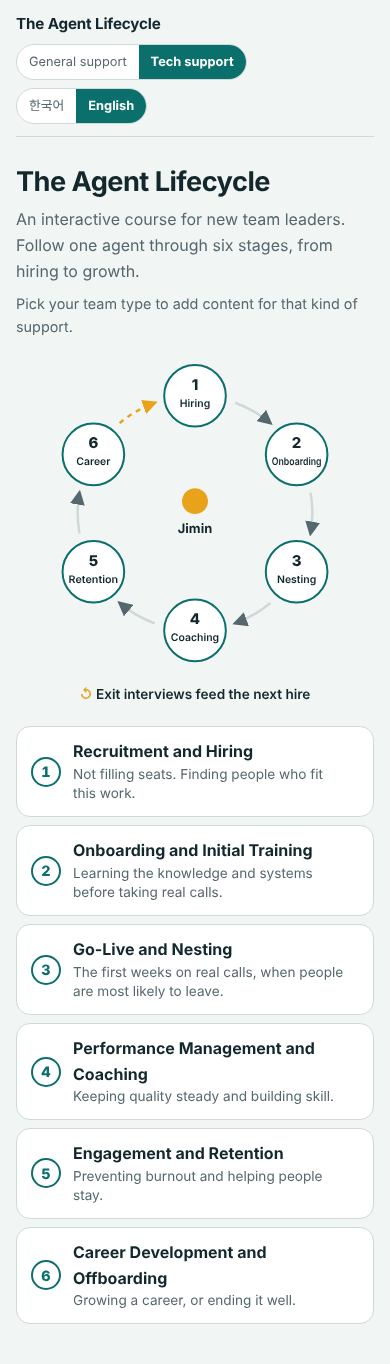 The Agent Lifecycle
General support
Tech support
한국어
English
The Agent Lifecycle
An interactive course for new team leaders.
Follow one agent through six stages, from
hiring to growth.
Pick your team type to add content for that kind of
support.
1
Hiring
2
Onboarding
3
Nesting
4
Coaching
5
Retention
6
Career
Jimin
Exit interviews feed the next hire
1
Recruitment and Hiring
Not filling seats. Finding people who fit
this work.
2
Onboarding and Initial Training
Learning the knowledge and systems
before taking real calls.
3
Go-Live and Nesting
The first weeks on real calls, when people
are most likely to leave.
4
Performance Management and
Coaching
Keeping quality steady and building skill.
5
Engagement and Retention
Preventing burnout and helping people
stay.
6
Career Development and
Offboarding
Growing a career, or ending it well.